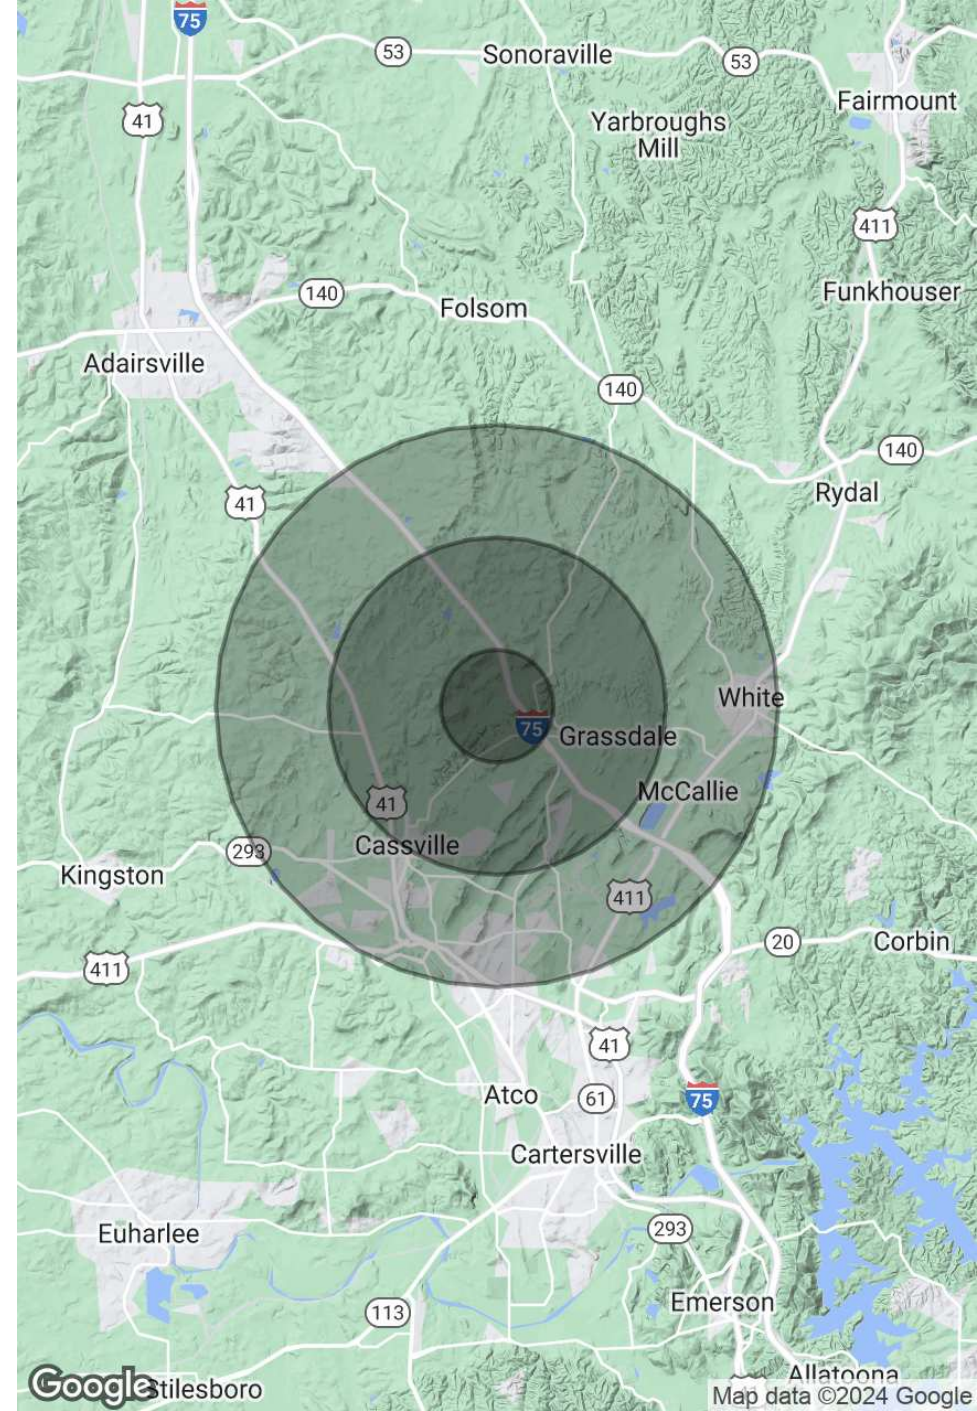 75
53
Sonoraville
53
41
Fairmount
Yarbroughs
Mill
411
140
Funkhouser
Folsom
Adairsville
140
140
41
Rydal
White
75
Grassdale
McCallie
41
Cassville
293
Kingston
411
20
Corbin
411
41
Atco
61
75
Cartersville
293
Euharlee
Emerson
113
Allatoona
Google
Stilesboro
Map data ©2024 Google